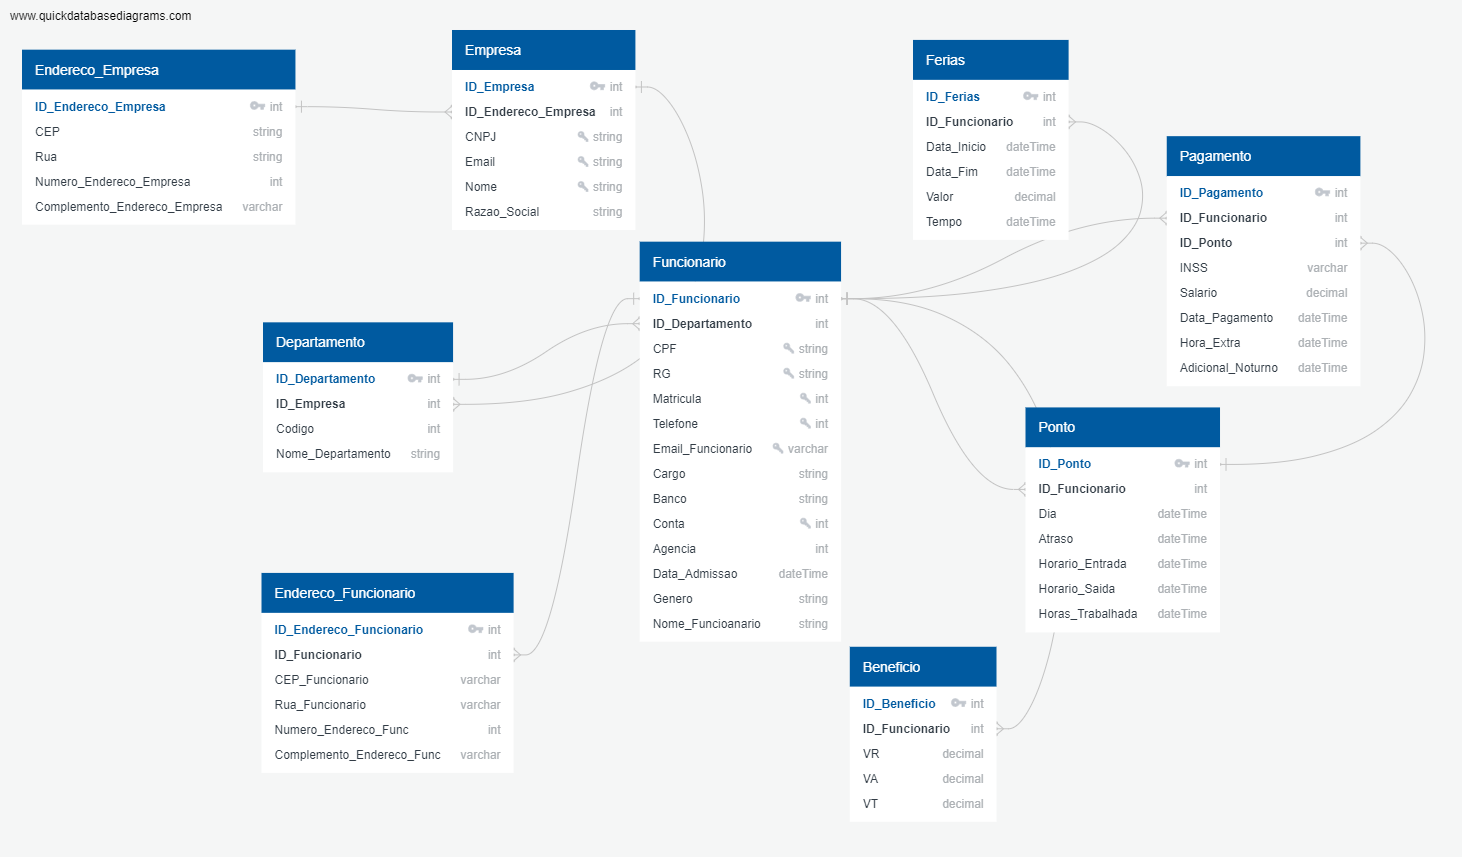 www.quickdatabasediagrams.com
Endereco_Empresa
ID_Endereco_Empresa int
CEP string
Rua string
Numero_Endereco_Empresa int
Complemento_Endereco_Empresa varchar
Empresa
ID_Empresa int
ID_Endereco_Empresa int
CNPJ string
Email string
Nome string
Razao_Social string
Ferias
ID_Ferias int
ID_Funcionario int
Data_Inicio dateTime
Data_Fim dateTime
Valor decimal
Tempo dateTime
Pagamento
ID_Pagamento int
ID_Funcionario int
ID_Ponto int
INSS varchar
Salario decimal
Data_Pagamento dateTime
Hora_Extra dateTime
Adicional_Noturno dateTime
Funcionario
ID_Funcionario int
ID_Departamento int
CPF string
RG string
Matricula int
Telefone int
Email_Funcionario varchar
Cargo string
Banco string
Conta int
Agencia int
Data_Admissao dateTime
Genero string
Nome_Funcioanario string
Departamento
ID_Departamento int
ID_Empresa int
Codigo int
Nome_Departamento string
Ponto
ID_Ponto int
ID_Funcionario int
Dia dateTime
Atraso dateTime
Horario_Entrada dateTime
Horario_Saida dateTime
Horas_Trabalhada dateTime
Endereco_Funcionario
ID_Endereco_Funcionario int
ID_Funcionario int
CEP_Funcionario varchar
Rua_Funcionario varchar
Numero_Endereco_Func int
Complemento_Endereco_Func varchar
Beneficio
ID_Beneficio int
ID_Funcionario int
VR decimal
VA decimal
VT decimal